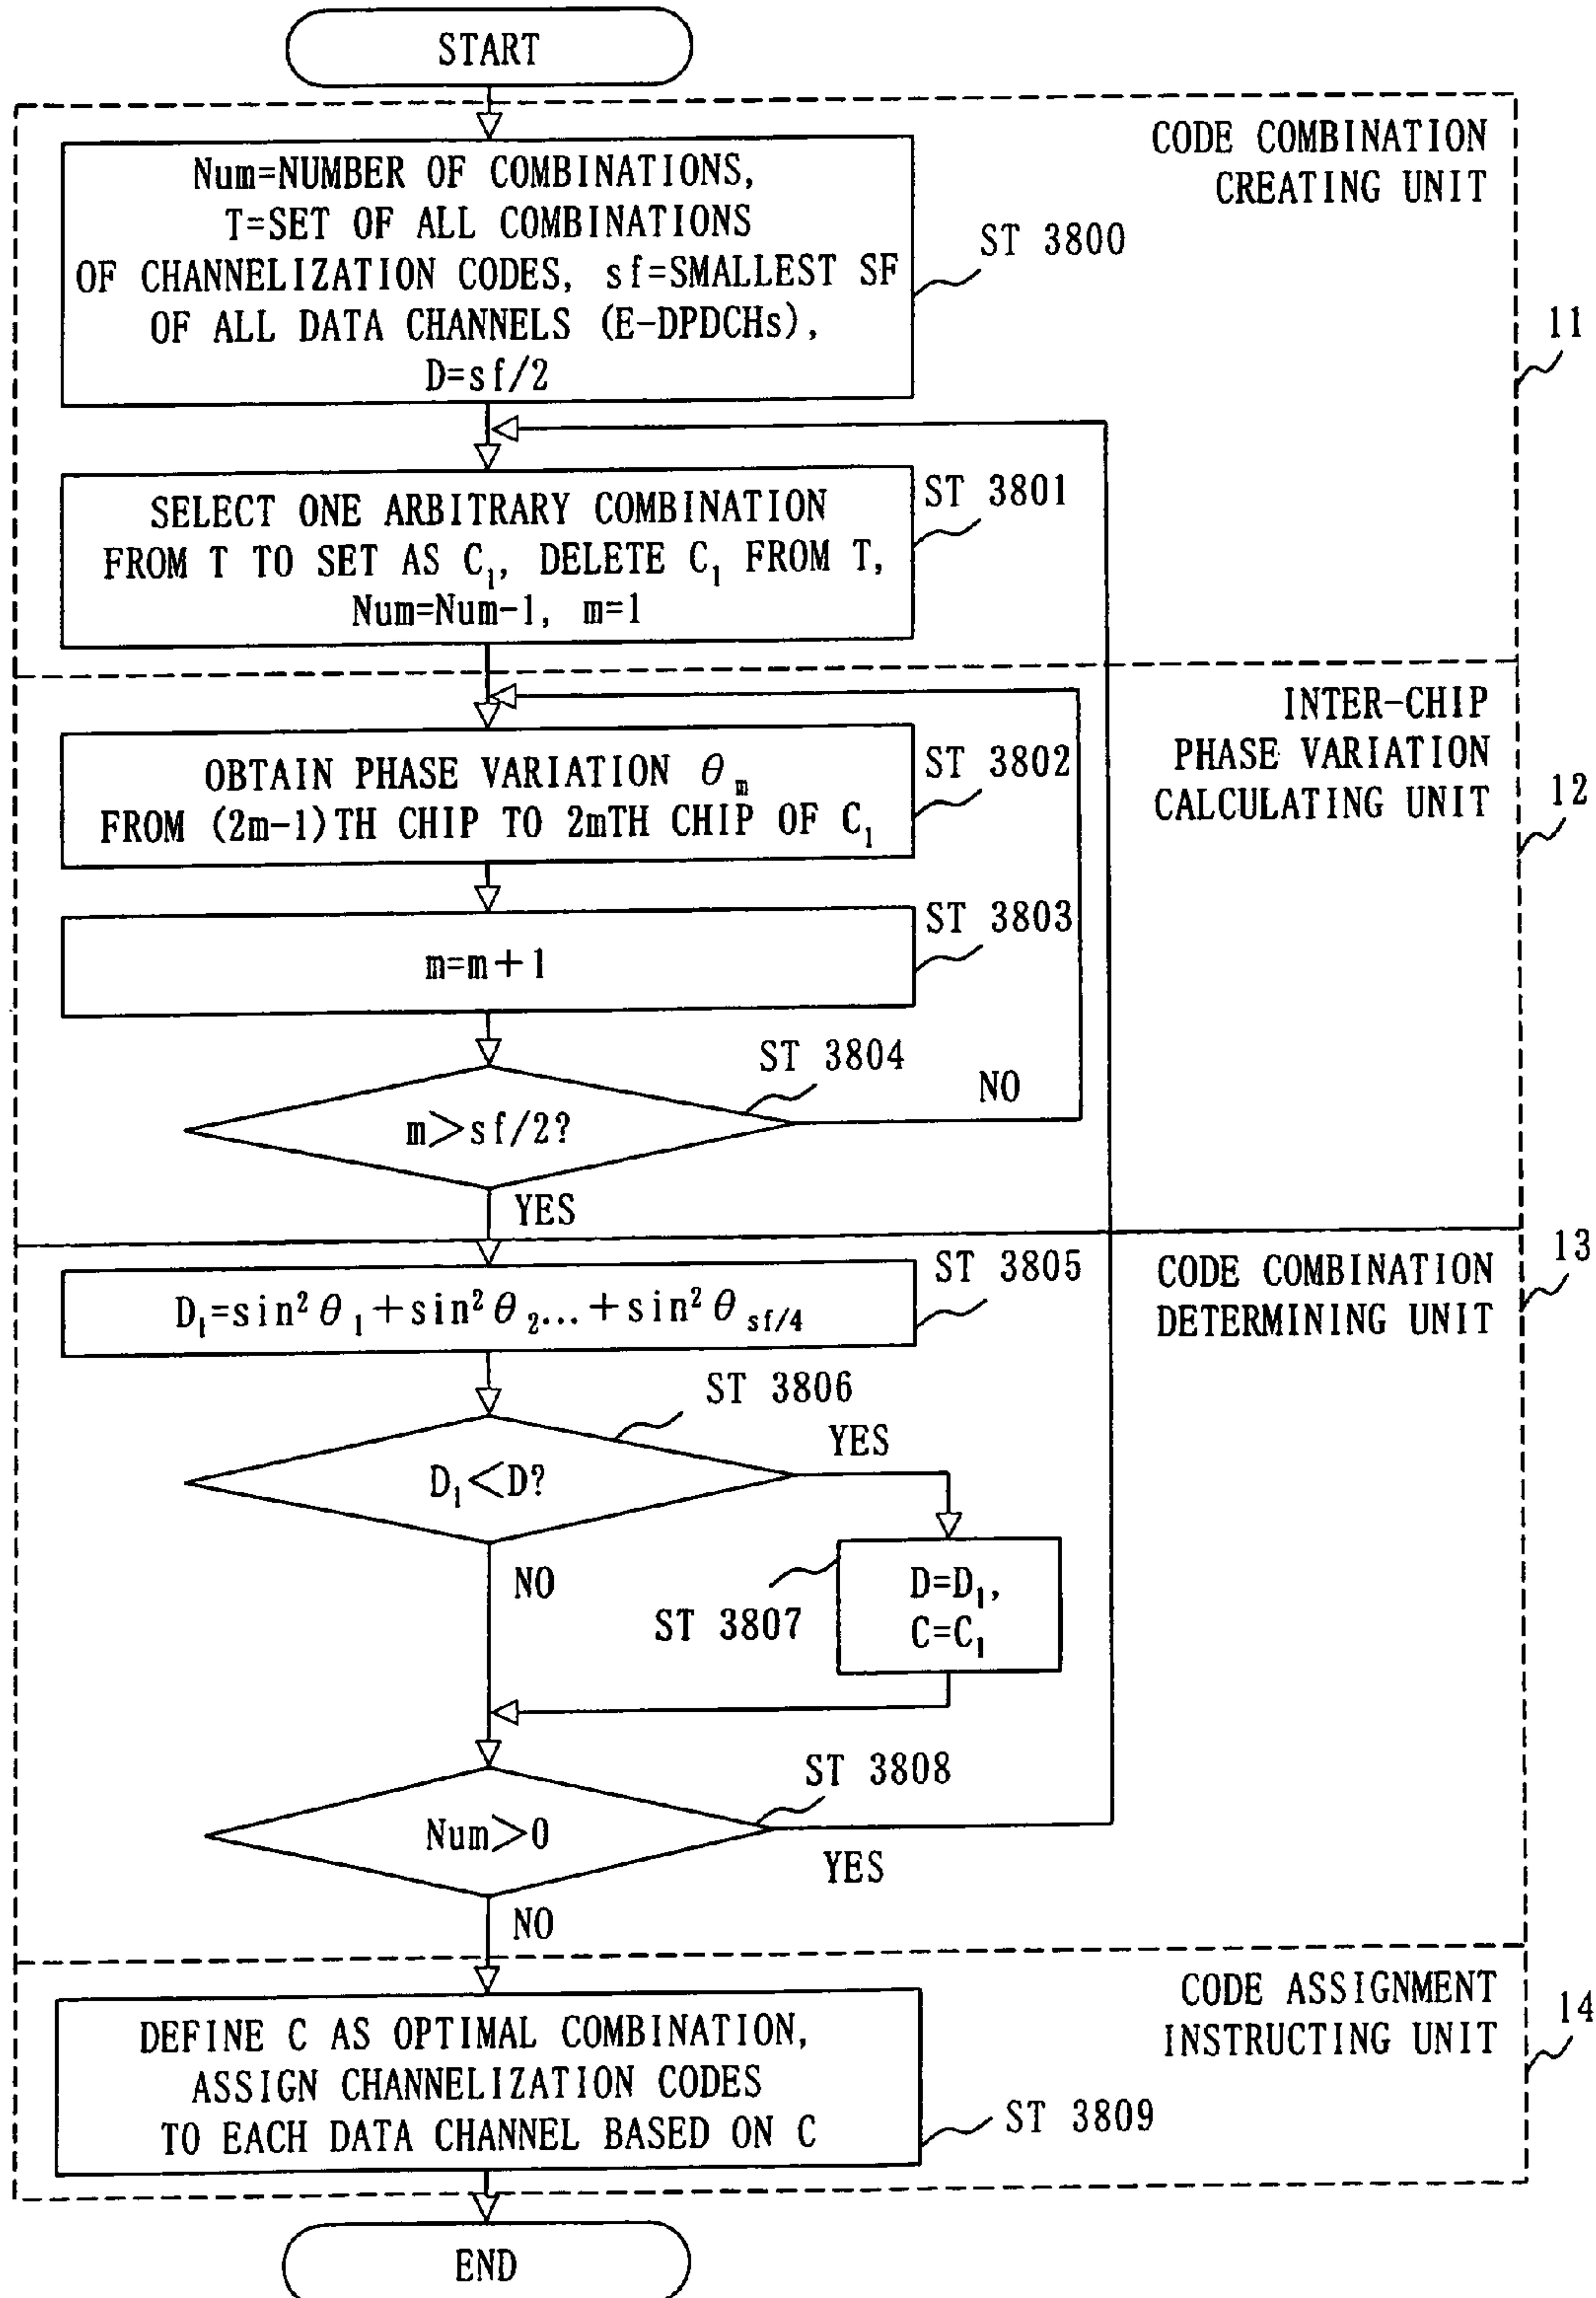 START
CODE COMBINATION
CREATING UNIT
Num=NUMBER OF COMBINATIONS,
T=SET OF ALL COMBINATIONS
OF CHANNELIZATION CODES, sf=SMALLEST SF
OF ALL DATA CHANNELS (E-DPDCHs),
D=sf/2
ST 3800
11
SELECT ONE ARBITRARY COMBINATION
FROM T TO SET AS C₁, DELETE C₁ FROM T,
Num=Num-1, m=1
ST 3801
INTER-CHIP
PHASE VARIATION
CALCULATING UNIT
12
OBTAIN PHASE VARIATION θₘ
FROM (2m-1)TH CHIP TO 2mTH CHIP OF C₁
ST 3802
m=m+1
ST 3803
ST 3804
m>sf/2?
NO
YES
13
CODE COMBINATION
DETERMINING UNIT
D₁=sin²θ₁+sin²θ₂...+sin²θsf/4
ST 3805
ST 3806
D₁<D?
YES
NO
D=D₁,
C=C₁
ST 3807
ST 3808
Num>0
YES
NO
CODE ASSIGNMENT
INSTRUCTING UNIT
14
DEFINE C AS OPTIMAL COMBINATION,
ASSIGN CHANNELIZATION CODES
TO EACH DATA CHANNEL BASED ON C
ST 3809
END